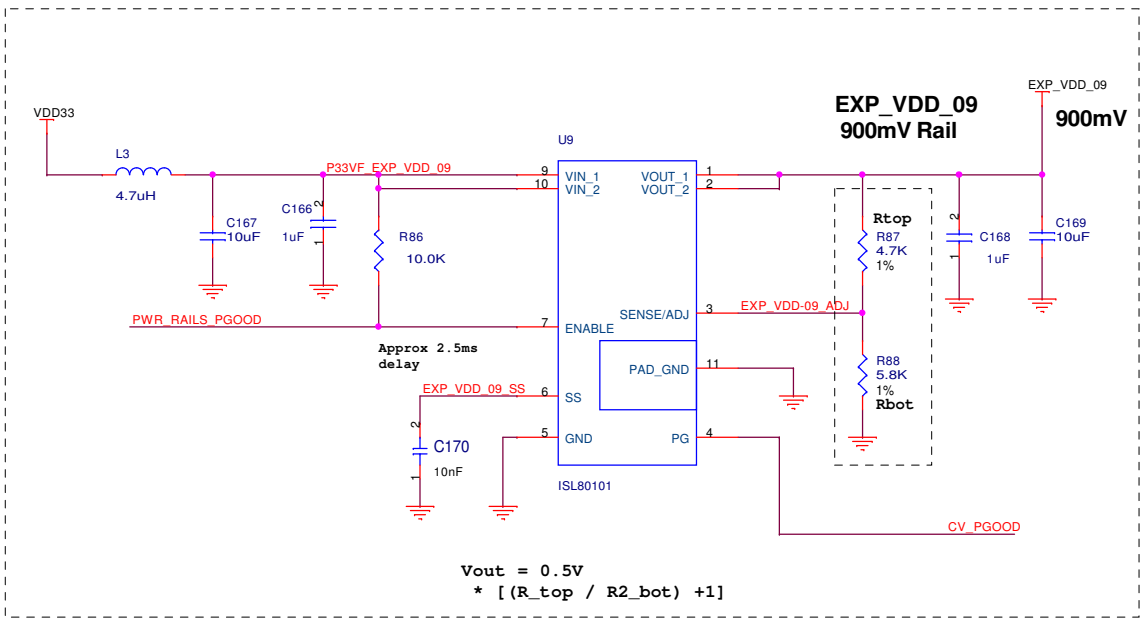 EXP_VDD_09
900mV Rail
EXP_VDD_09
900mV
VDD33
L3
4.7uH
P33VF_EXP_VDD_09
C167
10uF
C166
1uF
2
1
R86
10.0K
PWR_RAILS_PGOOD
Approx 2.5ms
delay
EXP_VDD_09_SS
2
1
C170
10nF
U9
9
VIN_1
10
VIN_2
7
ENABLE
6
SS
5
GND
VOUT_1
1
VOUT_2
2
SENSE/ADJ
3
PAD_GND
11
PG
4
ISL80101
EXP_VDD-09_ADJ
Rtop
R87
4.7K
1%
R88
5.8K
1%
Rbot
2
1
C168
1uF
2
1
C169
10uF
CV_PGOOD
Vout = 0.5V
* [(R_top / R2_bot) +1]